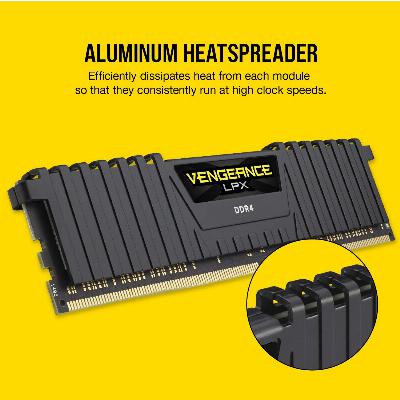 ALUMINUM HEATSPREADER
Efficiently dissipates heat from each module
so that they consistently run at high clock speeds.
VENGEANCE
LPX
DDR4